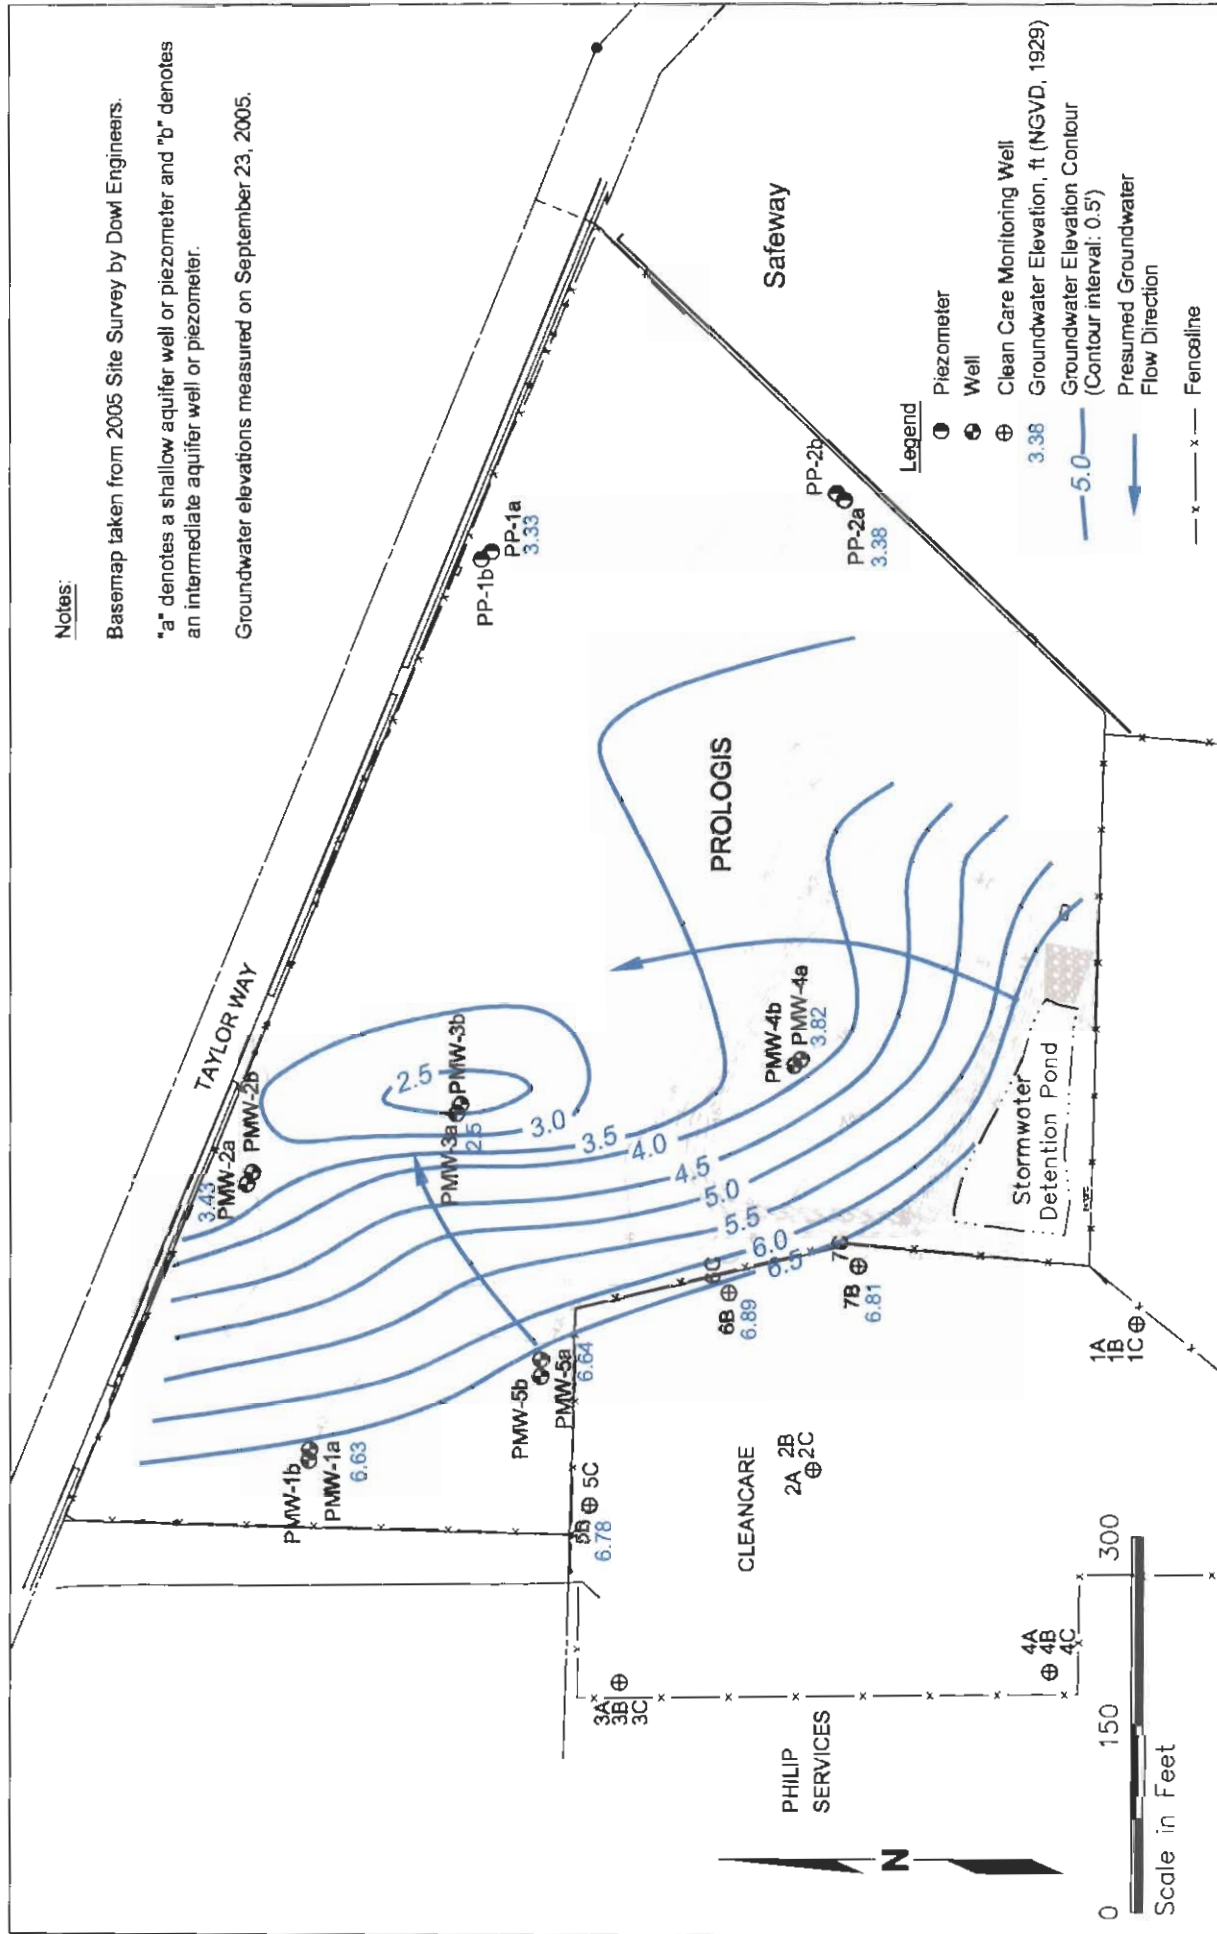 Notes:
Basemap taken from 2005 Site Survey by Dowl Engineers.
"a" denotes a shallow aquifer well or piezometer and "b" denotes
an intermediate aquifer well or piezometer.
Groundwater elevations measured on September 23, 2005.
TAYLOR WAY
Safeway
PROLOGIS
CLEANCARE
PHILIP
SERVICES
Stormwater
Detention Pond
PMW-2a
3.43
PMW-2b
PMW-1b
PMW-1a
6.63
PMW-3a
PMW-3b
2.5
PMW-5b
PMW-5a
6.64
PMW-4b
PMW-4a
3.82
PP-1b
PP-1a
3.33
PP-2b
PP-2a
3.38
5B
5C
6.78
6C
6B
6.89
7C
7B
6.81
2A
2B
2C
3A
3B
3C
4A
4B
4C
1A
1B
1C
2.5
3.0
3.5
4.0
4.5
5.0
5.5
6.0
6.5
Legend
Piezometer
Well
Clean Care Monitoring Well
3.38 Groundwater Elevation, ft (NGVD, 1929)
5.0 Groundwater Elevation Contour
(Contour interval: 0.5')
Presumed Groundwater
Flow Direction
x x Fenceline
N
0 150 300
Scale in Feet